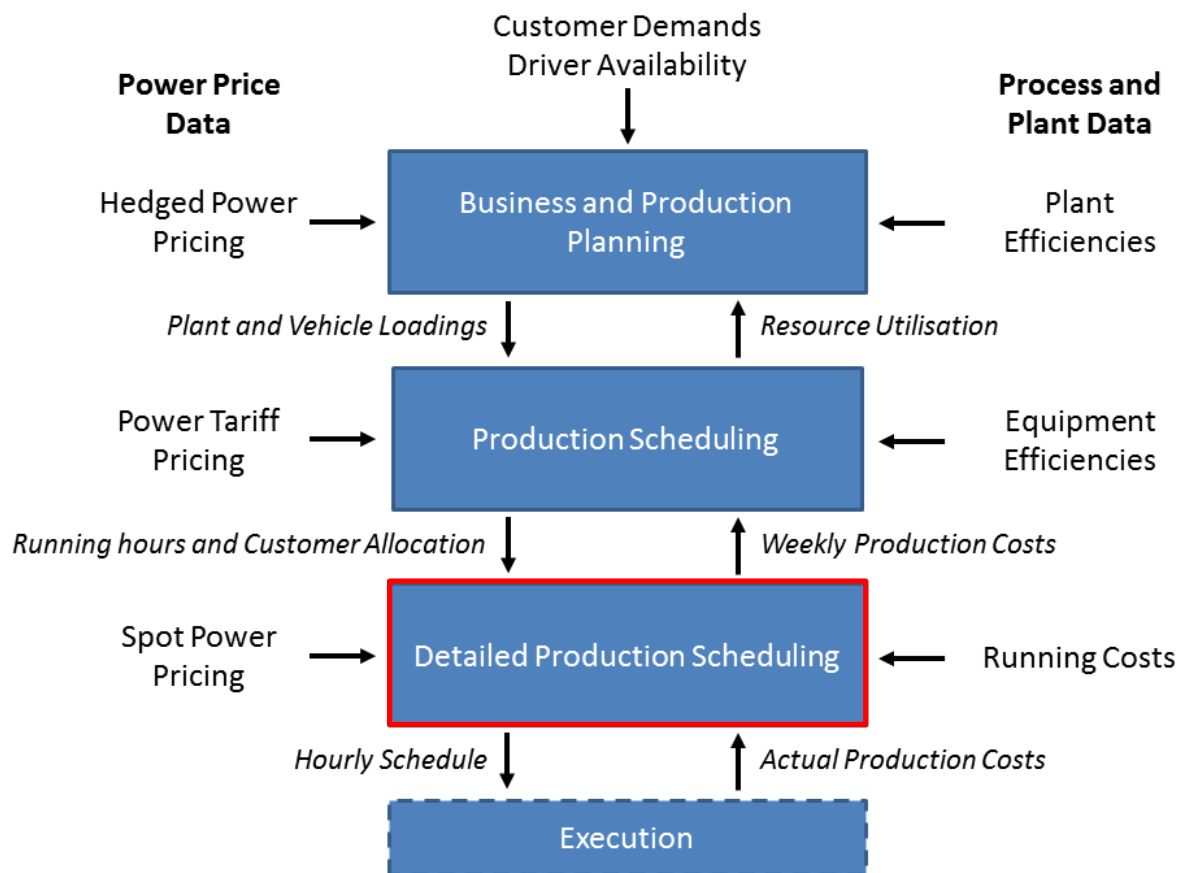 Customer Demands
Driver Availability
Power Price
Data
Process and
Plant Data
Hedged Power
Pricing
Business and Production
Planning
Plant
Efficiencies
Plant and Vehicle Loadings
Resource Utilisation
Power Tariff
Pricing
Production Scheduling
Equipment
Efficiencies
Running hours and Customer Allocation
Weekly Production Costs
Spot Power
Pricing
Detailed Production Scheduling
Running Costs
Hourly Schedule
Actual Production Costs
Execution